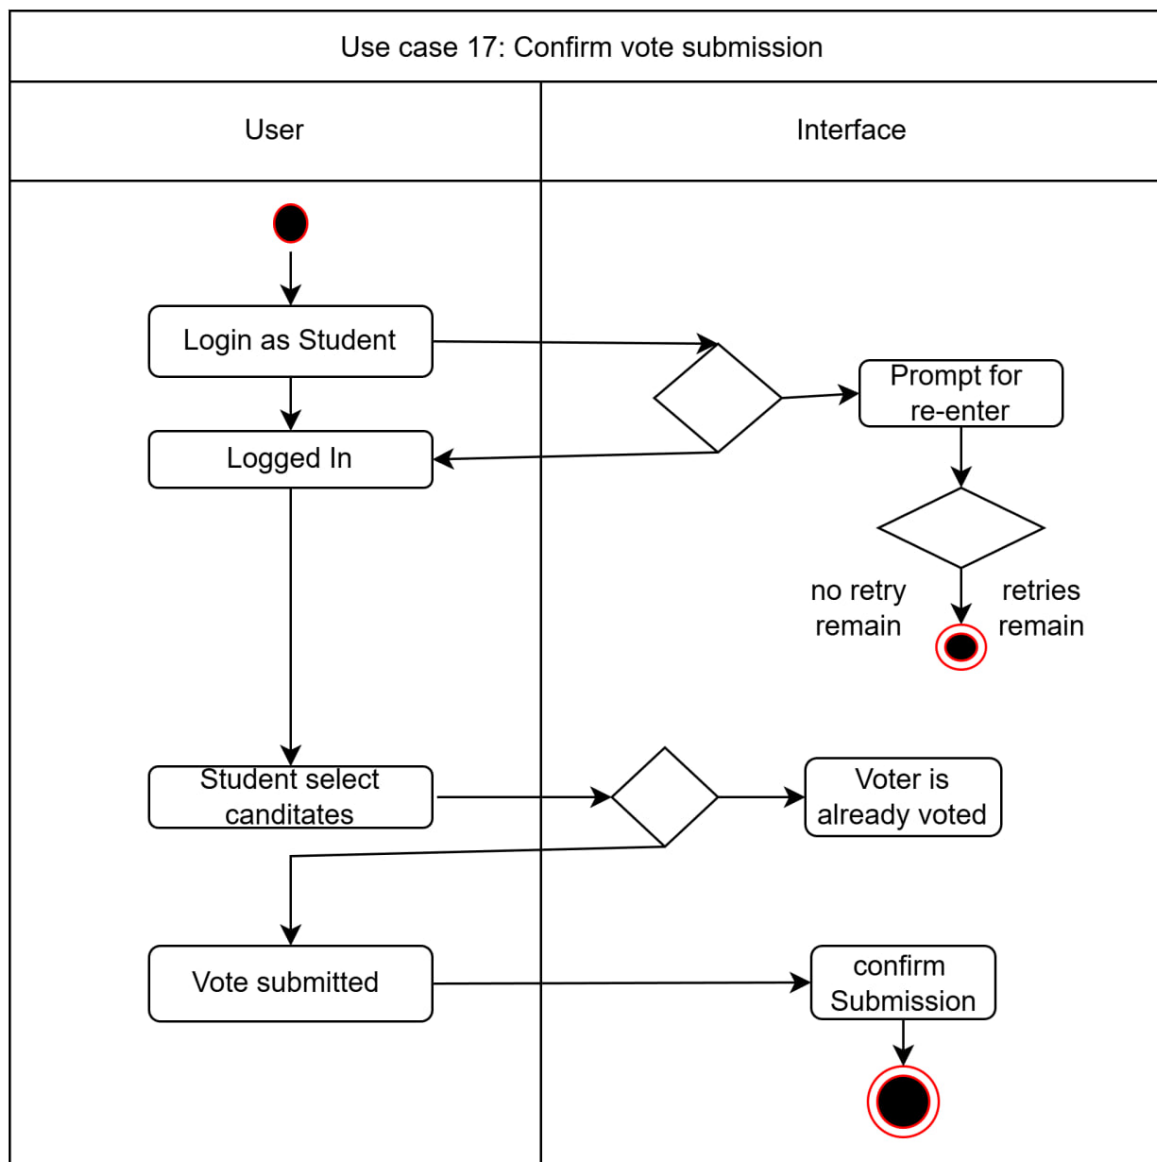 Use case 17: Confirm vote submission
User
Interface
Login as Student
Prompt for
re-enter
Logged In
no retry
remain
retries
remain
Student select
canditates
Voter is
already voted
Vote submitted
confirm
Submission